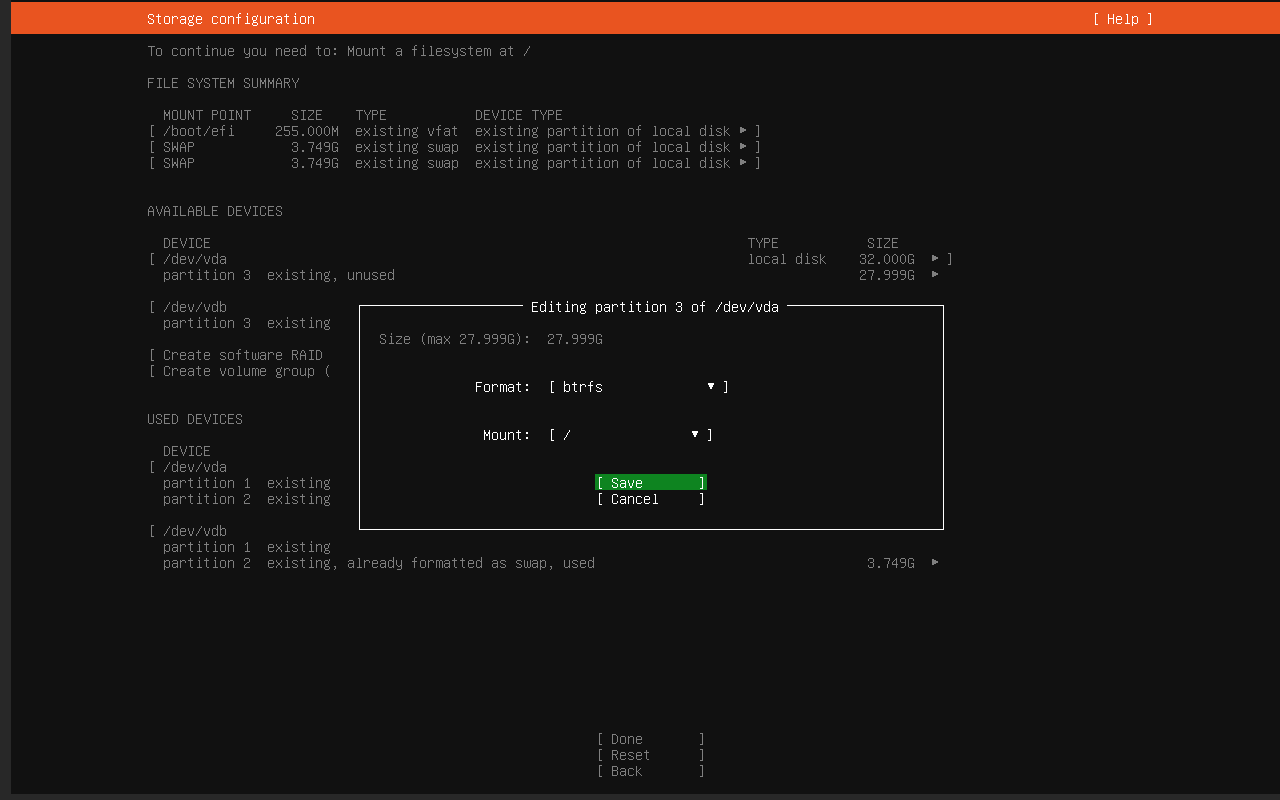 Storage configuration [ Help ]
To continue you need to: Mount a filesystem at /
FILE SYSTEM SUMMARY
MOUNT POINT SIZE TYPE DEVICE TYPE
[ /boot/efi 255.000M existing vfat existing partition of local disk ▸ ]
[ SWAP 3.749G existing swap existing partition of local disk ▸ ]
[ SWAP 3.749G existing swap existing partition of local disk ▸ ]
AVAILABLE DEVICES
DEVICE TYPE SIZE
[ /dev/vda local disk 32.000G ▸ ]
partition 3 existing, unused 27.999G ▸
[ /dev/vdb
partition 3 existing
[ Create software RAID
[ Create volume group (
Editing partition 3 of /dev/vda
Size (max 27.999G): 27.999G
Format: [ btrfs ▾ ]
Mount: [ / ▾ ]
[ Save ]
[ Cancel ]
USED DEVICES
DEVICE
[ /dev/vda
partition 1 existing
partition 2 existing
[ /dev/vdb
partition 1 existing
partition 2 existing, already formatted as swap, used 3.749G ▸
[ Done ]
[ Reset ]
[ Back ]